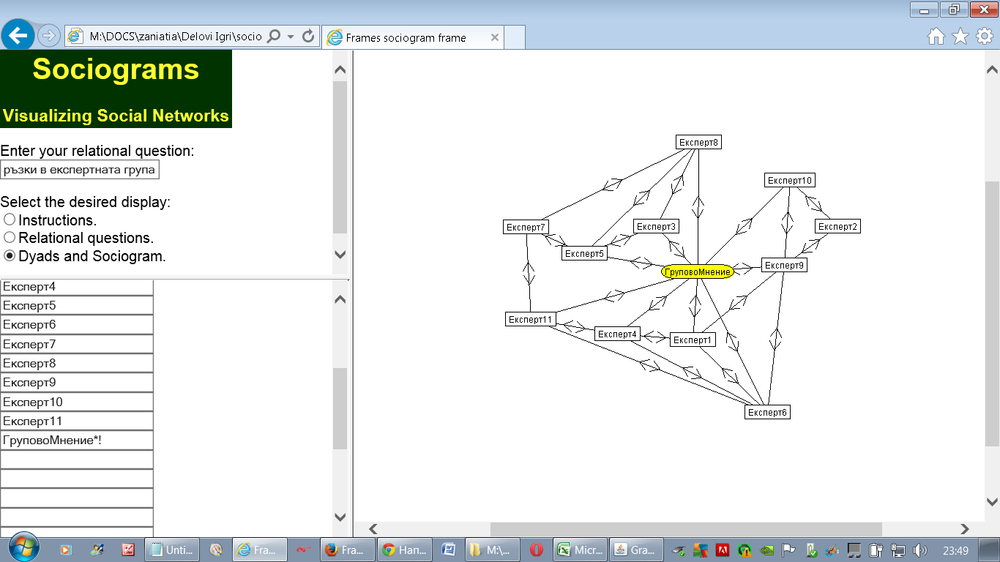 M:\DOCS\zaniatia\Delovi Igri\socio
Frames sociogram frame
Sociograms
Visualizing Social Networks
Enter your relational question:
ръзки в експертната група
Select the desired display:
Instructions.
Relational questions.
Dyads and Sociogram.
Експерт4
Експерт5
Експерт6
Експерт7
Експерт8
Експерт9
Експерт10
Експерт11
ГруповоМнение*!
Експерт8
Експерт10
Експерт7
Експерт3
Експерт2
Експерт5
Експерт9
ГруповоМнение
Експерт11
Експерт4
Експерт1
Експерт6
Unti...
Fra...
Fra...
Нап...
M:\...
Micr...
Gra...
23:49